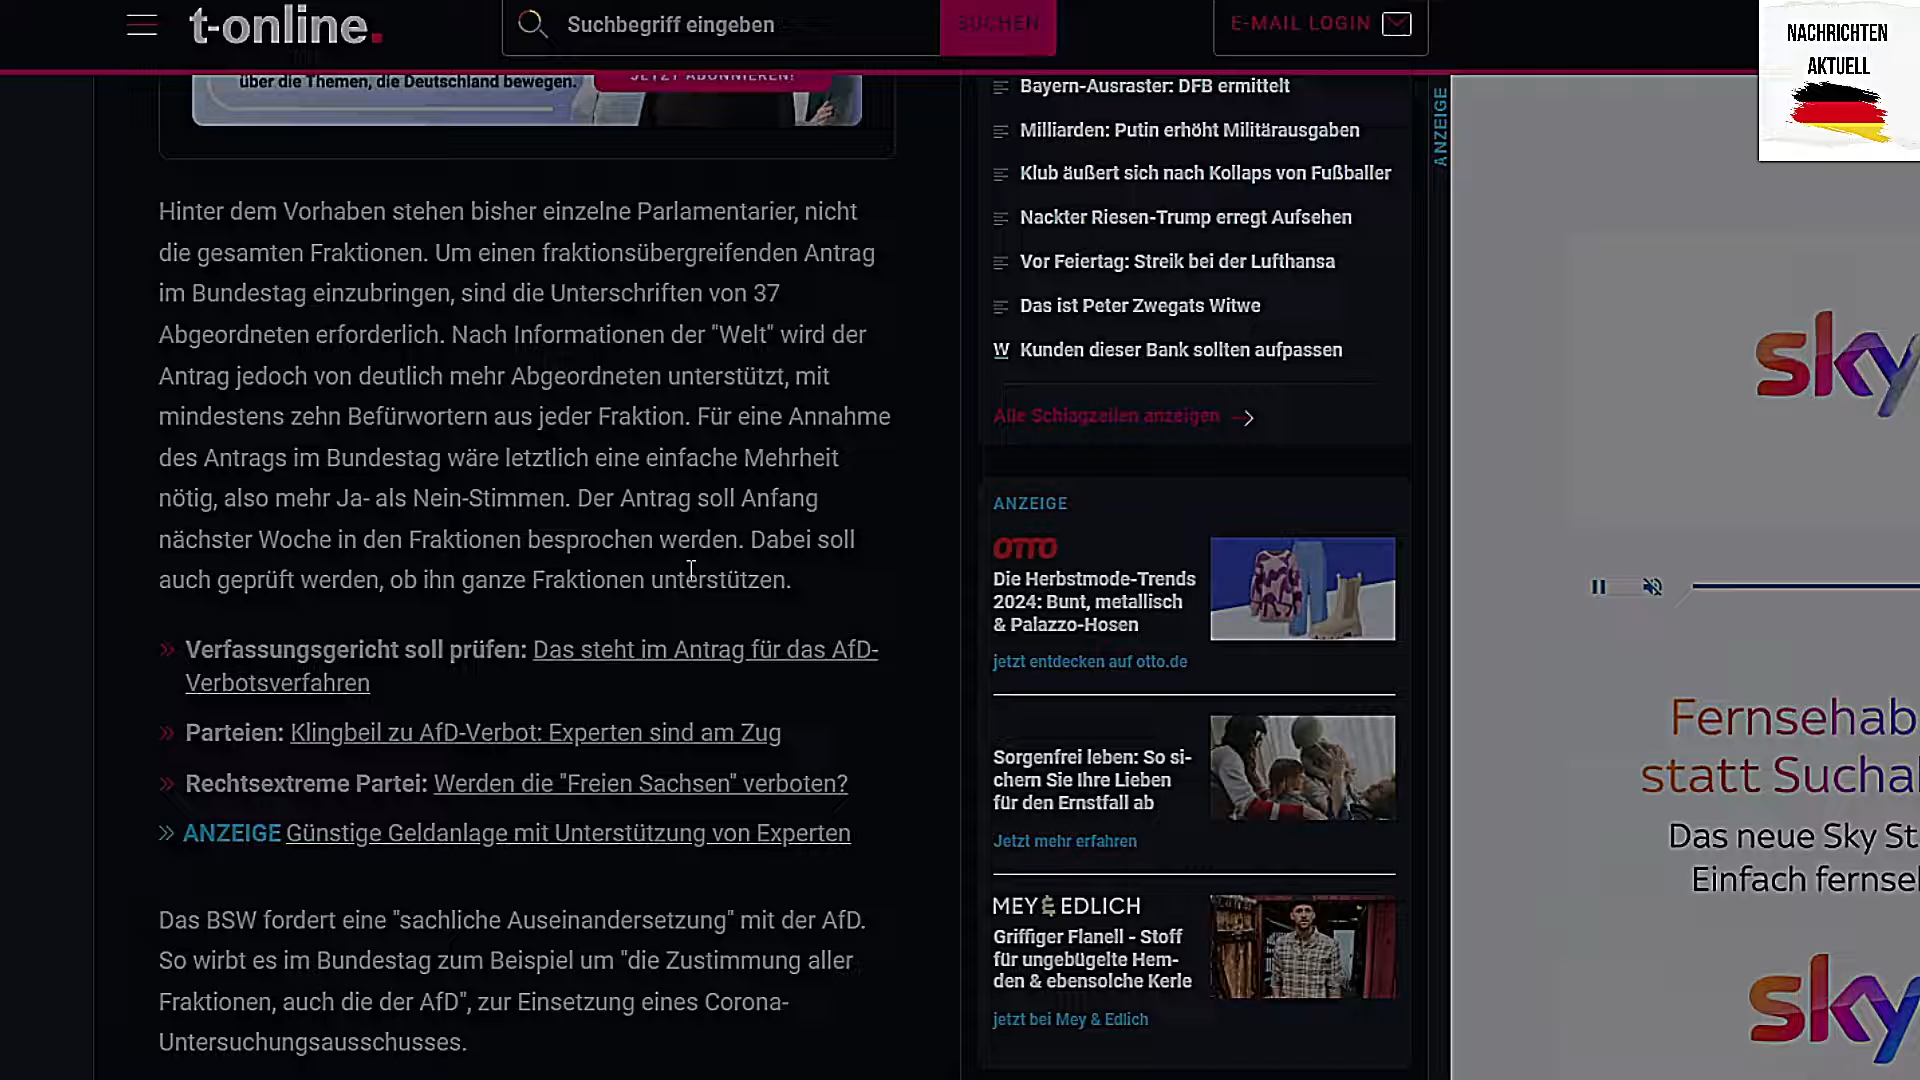 t-online.
Suchbegriff eingeben
SUCHEN
E-MAIL LOGIN
NACHRICHTEN
AKTUELL
über die Themen, die Deutschland bewegen.
JETZT ABONNIEREN!
Hinter dem Vorhaben stehen bisher einzelne Parlamentarier, nicht
die gesamten Fraktionen. Um einen fraktionsübergreifenden Antrag
im Bundestag einzubringen, sind die Unterschriften von 37
Abgeordneten erforderlich. Nach Informationen der "Welt" wird der
Antrag jedoch von deutlich mehr Abgeordneten unterstützt, mit
mindestens zehn Befürwortern aus jeder Fraktion. Für eine Annahme
des Antrags im Bundestag wäre letztlich eine einfache Mehrheit
nötig, also mehr Ja- als Nein-Stimmen. Der Antrag soll Anfang
nächster Woche in den Fraktionen besprochen werden. Dabei soll
auch geprüft werden, ob ihn ganze Fraktionen unterstützen.
» Verfassungsgericht soll prüfen: Das steht im Antrag für das AfD-
Verbotsverfahren
» Parteien: Klingbeil zu AfD-Verbot: Experten sind am Zug
» Rechtsextreme Partei: Werden die "Freien Sachsen" verboten?
» ANZEIGE Günstige Geldanlage mit Unterstützung von Experten
Das BSW fordert eine "sachliche Auseinandersetzung" mit der AfD.
So wirbt es im Bundestag zum Beispiel um "die Zustimmung aller
Fraktionen, auch die der AfD", zur Einsetzung eines Corona-
Untersuchungsausschusses.
Bayern-Ausraster: DFB ermittelt
Milliarden: Putin erhöht Militärausgaben
Klub äußert sich nach Kollaps von Fußballer
Nackter Riesen-Trump erregt Aufsehen
Vor Feiertag: Streik bei der Lufthansa
Das ist Peter Zwegats Witwe
W Kunden dieser Bank sollten aufpassen
Alle Schlagzeilen anzeigen
ANZEIGE
OTTO
Die Herbstmode-Trends
2024: Bunt, metallisch
& Palazzo-Hosen
jetzt entdecken auf otto.de
Sorgenfrei leben: So si-
chern Sie Ihre Lieben
für den Ernstfall ab
Jetzt mehr erfahren
MEY & EDLICH
Griffiger Flanell - Stoff
für ungebügelte Hem-
den & ebensolche Kerle
jetzt bei Mey & Edlich
ANZEIGE
sky
Fernsehab
statt Sucha
Das neue Sky St
Einfach fernse
sky